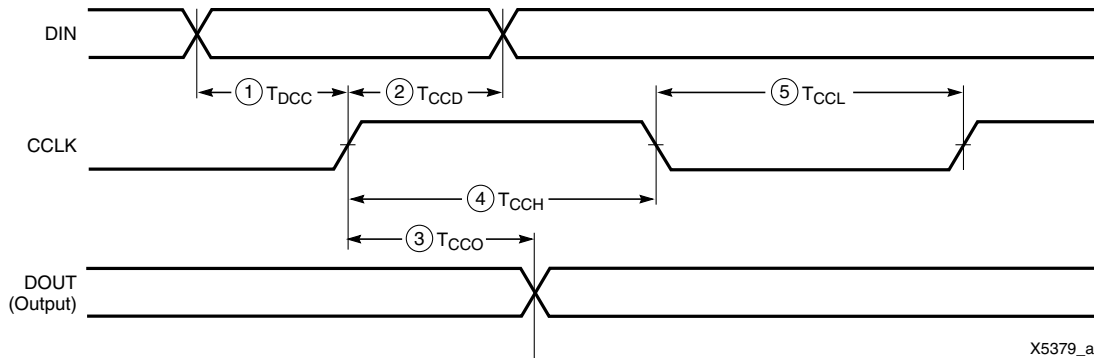 DIN
① TDCC
② TCCD
⑤ TCCL
CCLK
④ TCCH
③ TCCO
DOUT
(Output)
X5379_a